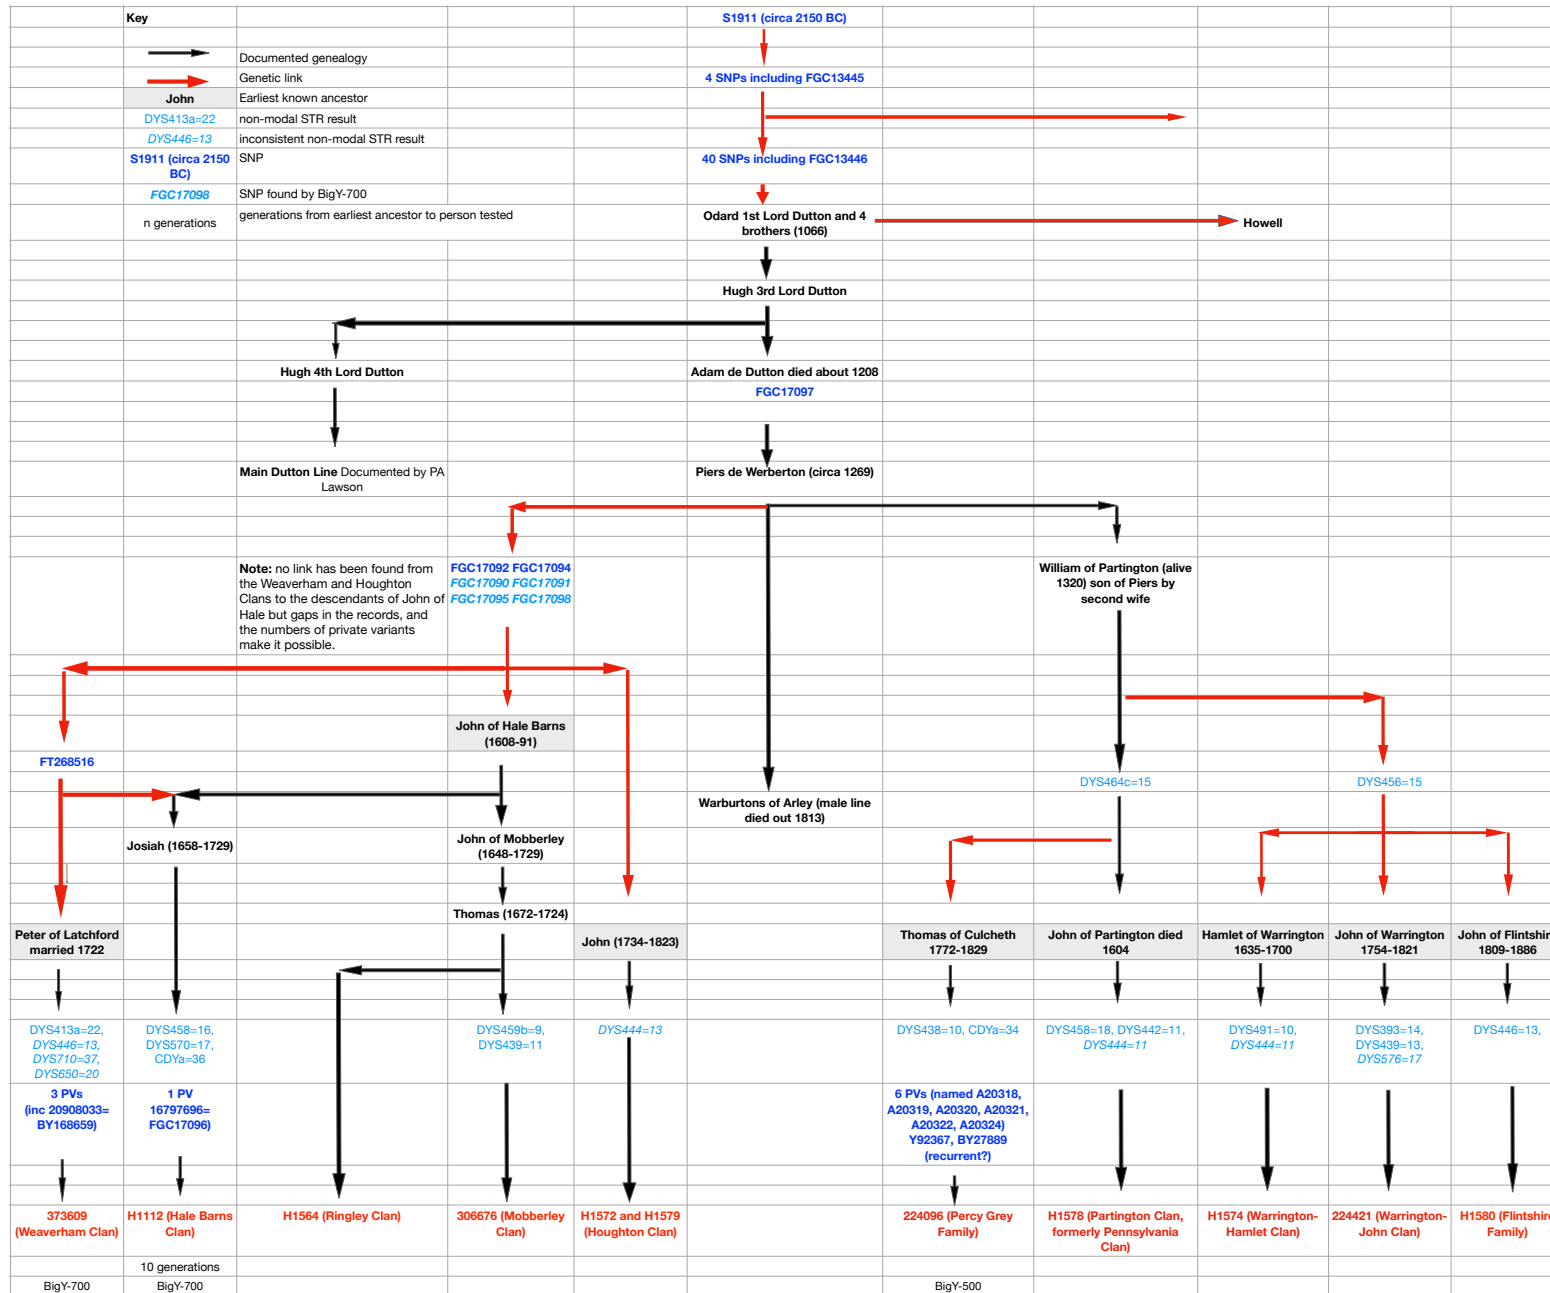 Key
S1911 (circa 2150 BC)
Documented genealogy
Genetic link
4 SNPs including FGC13445
John
Earliest known ancestor
DYS413a=22
non-modal STR result
DYS446=13
inconsistent non-modal STR result
S1911 (circa 2150
BC)
SNP
40 SNPs including FGC13446
FGC17098
SNP found by BigY-700
n generations
generations from earliest ancestor to person tested
Odard 1st Lord Dutton and 4
brothers (1066)
Howell
Hugh 3rd Lord Dutton
Hugh 4th Lord Dutton
Adam de Dutton died about 1208
FGC17097
Main Dutton Line Documented by PA
Lawson
Piers de Werberton (circa 1269)
Note: no link has been found from
the Weaverham and Houghton
Clans to the descendants of John of
Hale but gaps in the records, and
the numbers of private variants
make it possible.
FGC17092 FGC17094
FGC17090 FGC17091
FGC17095 FGC17098
William of Partington (alive
1320) son of Piers by
second wife
John of Hale Barns
(1608-91)
FT268516
DYS464c=15
DYS456=15
Warburtons of Arley (male line
died out 1813)
Josiah (1658-1729)
John of Mobberley
(1648-1729)
Thomas (1672-1724)
Peter of Latchford
married 1722
John (1734-1823)
Thomas of Culcheth
1772-1829
John of Partington died
1604
Hamlet of Warrington
1635-1700
John of Warrington
1754-1821
John of Flintshir
1809-1886
DYS413a=22,
DYS446=13,
DYS710=37,
DYS650=20
DYS458=16,
DYS570=17,
CDYa=36
DYS459b=9,
DYS439=11
DYS444=13
DYS438=10, CDYa=34
DYS458=18, DYS442=11,
DYS444=11
DYS491=10,
DYS444=11
DYS393=14,
DYS439=13,
DYS576=17
DYS446=13,
3 PVs
(inc 20908033=
BY168659)
1 PV
16797696=
FGC17096)
6 PVs (named A20318,
A20319, A20320, A20321,
A20322, A20324)
Y92367, BY27889
(recurrent?)
373609
(Weaverham Clan)
H1112 (Hale Barns
Clan)
H1564 (Ringley Clan)
306676 (Mobberley
Clan)
H1572 and H1579
(Houghton Clan)
224096 (Percy Grey
Family)
H1578 (Partington Clan,
formerly Pennsylvania
Clan)
H1574 (Warrington-
Hamlet Clan)
224421 (Warrington-
John Clan)
H1580 (Flintshire
Family)
10 generations
BigY-700
BigY-700
BigY-500